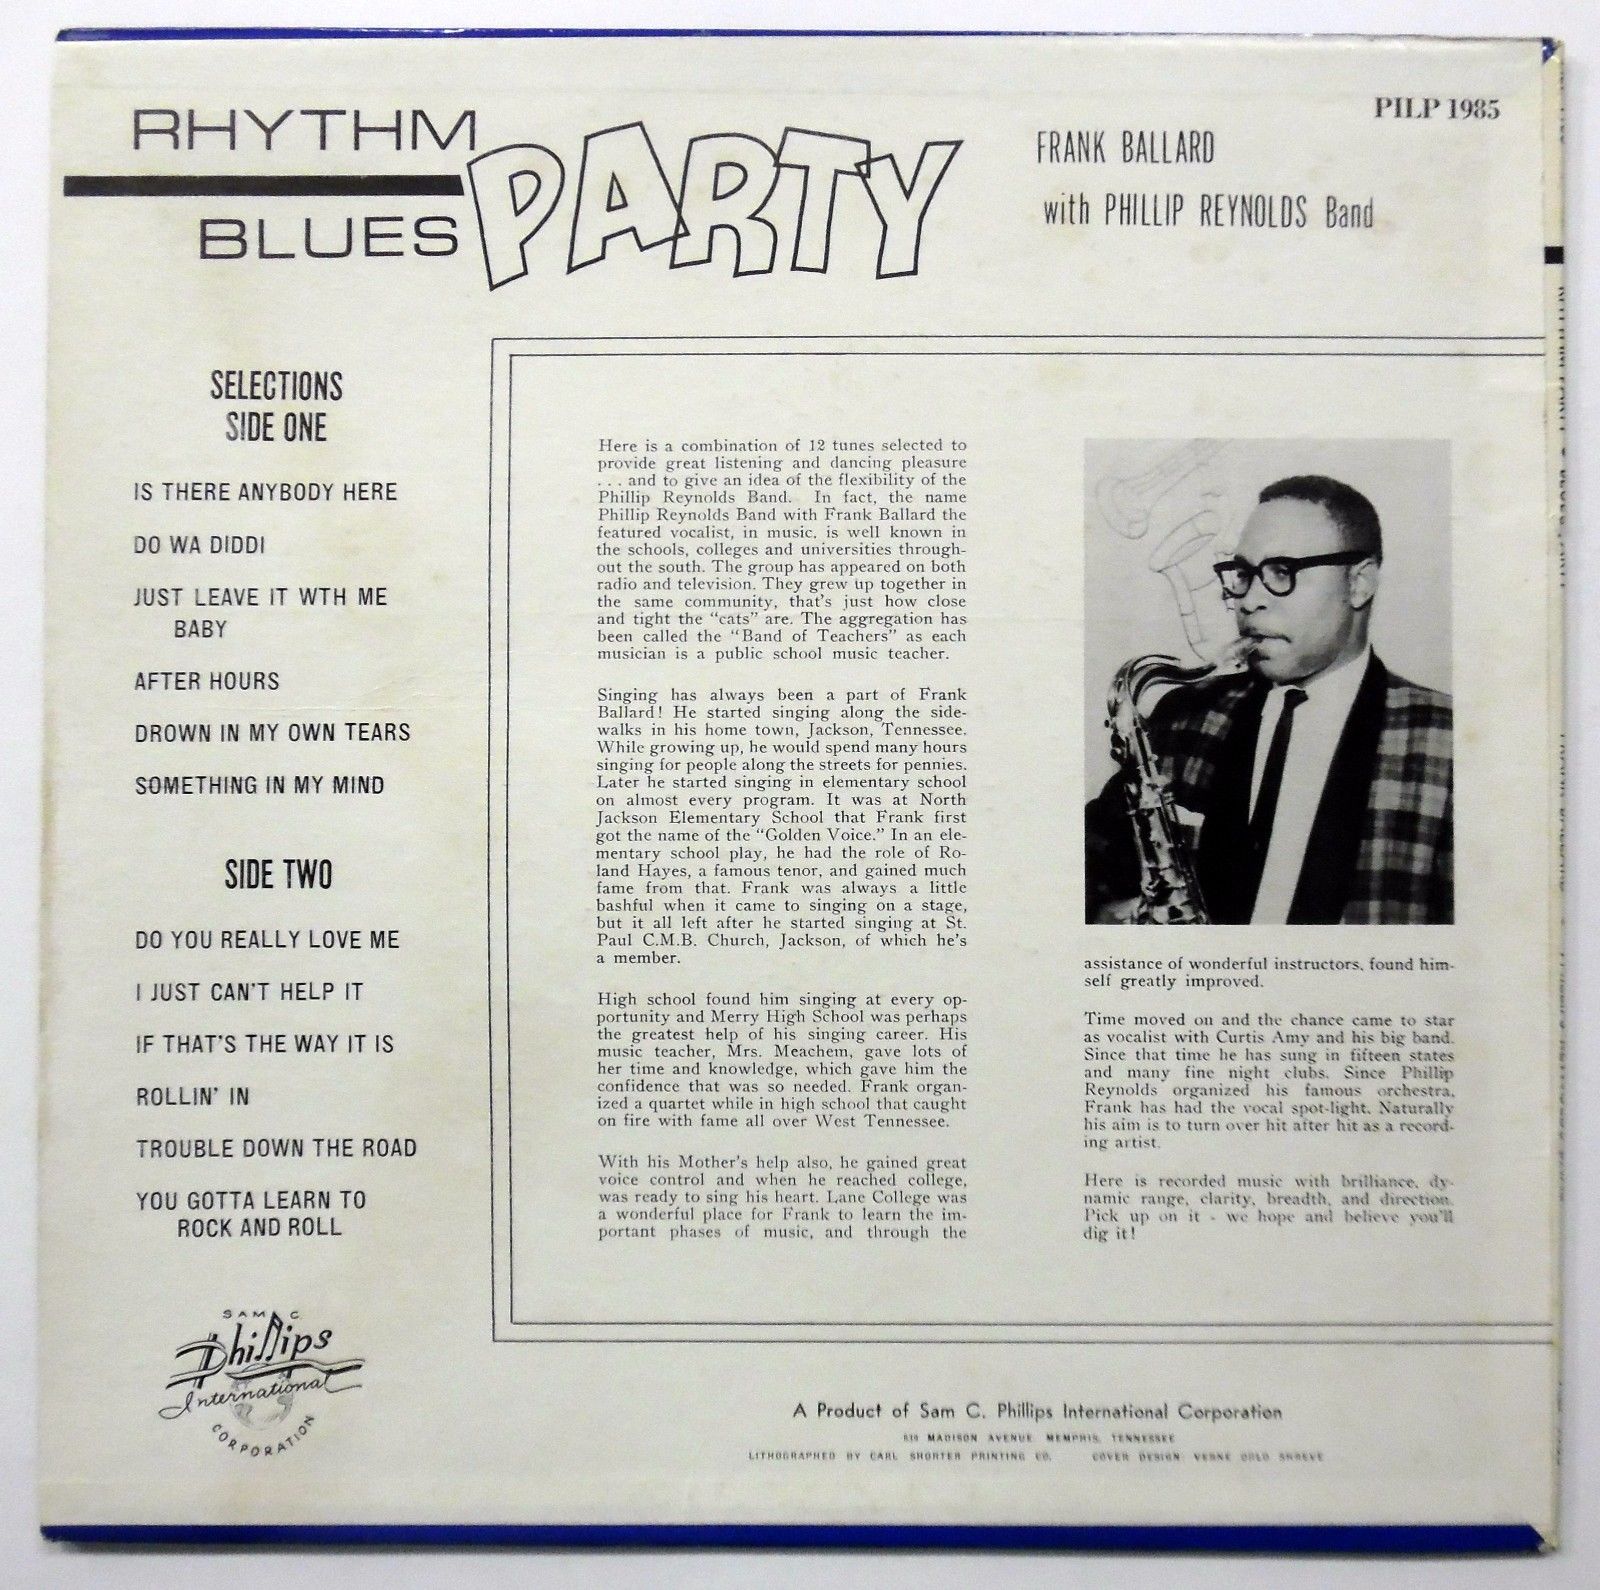 RHYTHM
BLUES
PARTY
PILP 1985
FRANK BALLARD
with PHILLIP REYNOLDS Band
SELECTIONS
SIDE ONE
IS THERE ANYBODY HERE
DO WA DIDDI
JUST LEAVE IT WTH ME
BABY
AFTER HOURS
DROWN IN MY OWN TEARS
SOMETHING IN MY MIND
SIDE TWO
DO YOU REALLY LOVE ME
I JUST CAN'T HELP IT
IF THAT'S THE WAY IT IS
ROLLIN' IN
TROUBLE DOWN THE ROAD
YOU GOTTA LEARN TO
ROCK AND ROLL
SAM C
Phillips
International
CORPORATION
Here is a combination of 12 tunes selected to
provide great listening and dancing pleasure
. . . and to give an idea of the flexibility of the
Phillip Reynolds Band. In fact, the name
Phillip Reynolds Band with Frank Ballard the
featured vocalist, in music, is well known in
the schools, colleges and universities through-
out the south. The group has appeared on both
radio and television. They grew up together in
the same community, that's just how close
and tight the "cats" are. The aggregation has
been called the "Band of Teachers" as each
musician is a public school music teacher.
Singing has always been a part of Frank
Ballard! He started singing along the side-
walks in his home town, Jackson, Tennessee.
While growing up, he would spend many hours
singing for people along the streets for pennies.
Later he started singing in elementary school
on almost every program. It was at North
Jackson Elementary School that Frank first
got the name of the "Golden Voice." In an ele-
mentary school play, he had the role of Ro-
land Hayes, a famous tenor, and gained much
fame from that. Frank was always a little
bashful when it came to singing on a stage,
but it all left after he started singing at St.
Paul C.M.B. Church, Jackson, of which he's
a member.
High school found him singing at every op-
portunity and Merry High School was perhaps
the greatest help of his singing career. His
music teacher, Mrs. Meachem, gave lots of
her time and knowledge, which gave him the
confidence that was so needed. Frank organ-
ized a quartet while in high school that caught
on fire with fame all over West Tennessee.
With his Mother's help also, he gained great
voice control and when he reached college,
was ready to sing his heart. Lane College was
a wonderful place for Frank to learn the im-
portant phases of music, and through the
assistance of wonderful instructors, found him-
self greatly improved.
Time moved on and the chance came to star
as vocalist with Curtis Amy and his big band.
Since that time he has sung in fifteen states
and many fine night clubs. Since Phillip
Reynolds organized his famous orchestra,
Frank has had the vocal spot-light. Naturally
his aim is to turn over hit after hit as a record-
ing artist.
Here is recorded music with brilliance, dy-
namic range, clarity, breadth, and direction.
Pick up on it - we hope and believe you'll
dig it!
A Product of Sam C. Phillips International Corporation
MADISON AVENUE, MEMPHIS, TENNESSEE
LITHOGRAPHED BY CARL SHORTER PRINTING CO. COVER DESIGN: